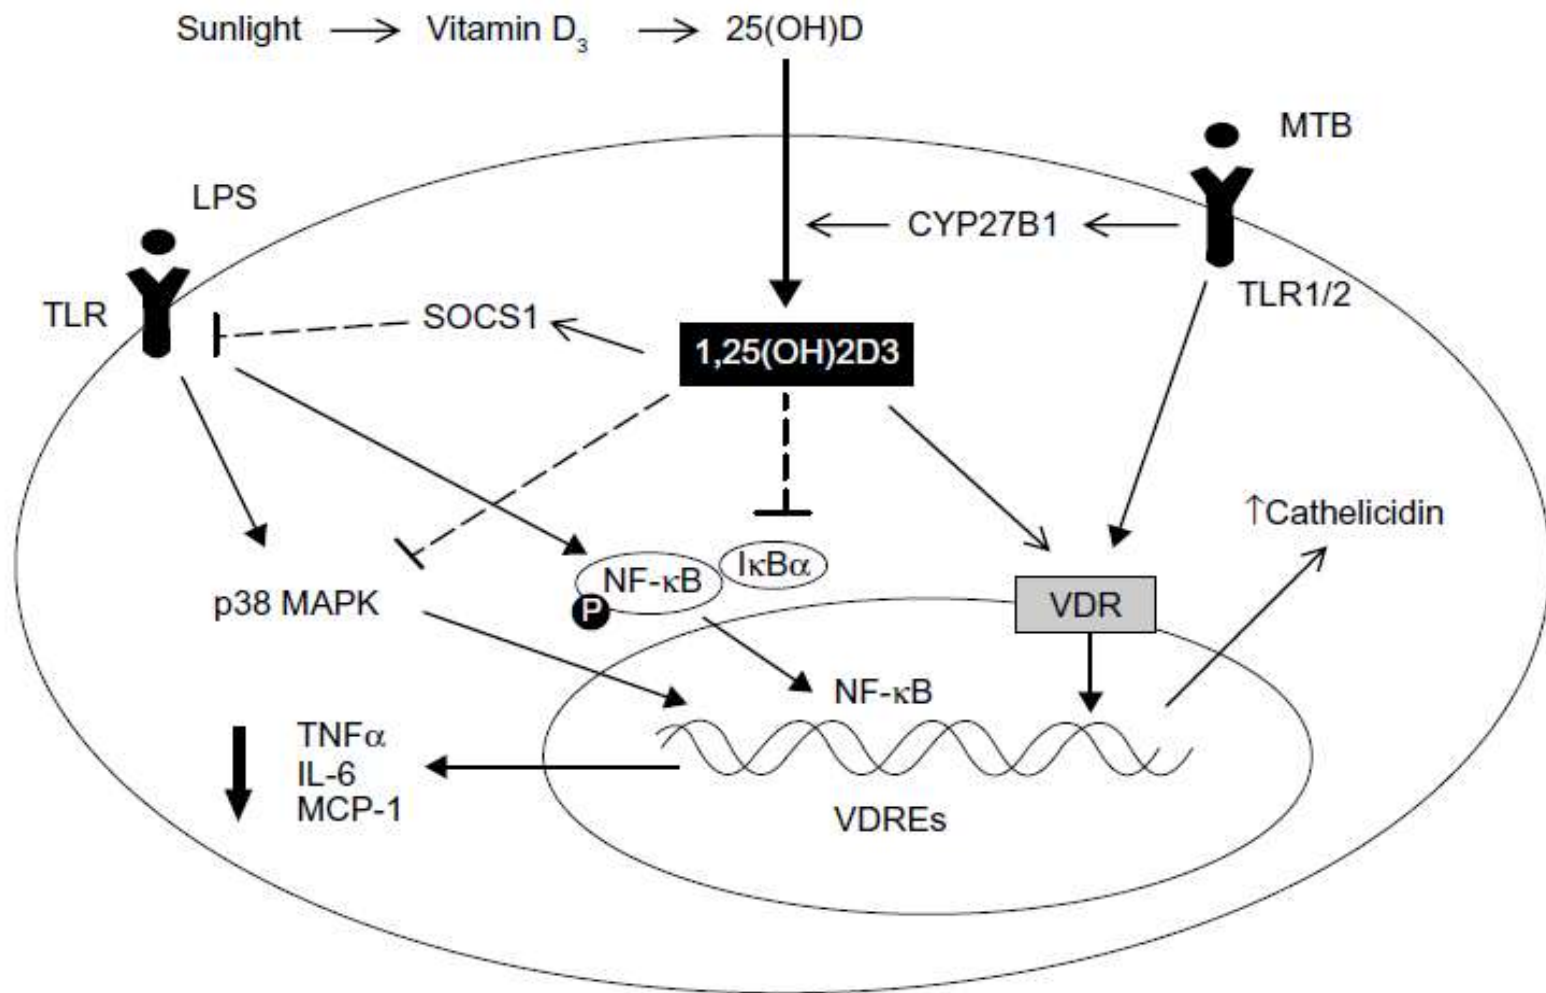 Sunlight → Vitamin D₃ → 25(OH)D
MTB
LPS
CYP27B1
TLR
SOCS1
TLR1/2
1,25(OH)2D3
↑Cathelicidin
IκBα
NF-κB
P
p38 MAPK
VDR
NF-κB
TNFα
IL-6
MCP-1
VDREs